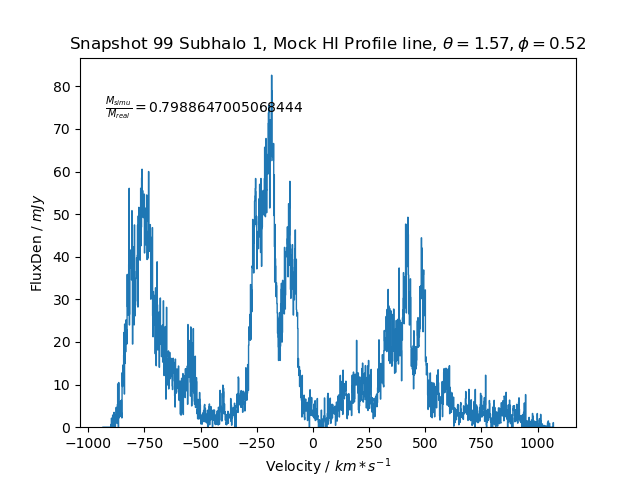 Snapshot 99 Subhalo 1, Mock HI Profile line, θ = 1.57, ϕ = 0.52
M_simu/M_real = 0.7988647005068444
FluxDen / mJy
80
70
60
50
40
30
20
10
0
−1000 −750 −500 −250 0 250 500 750 1000
Velocity / km * s⁻¹